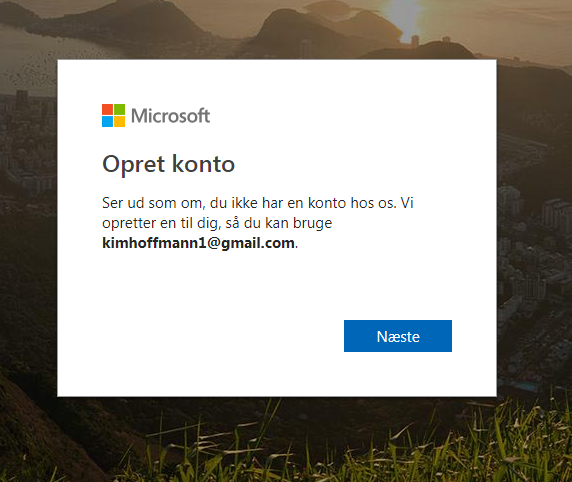 Microsoft
Opret konto
Ser ud som om, du ikke har en konto hos os. Vi
opretter en til dig, så du kan bruge
kimhoffmann1@gmail.com.
Næste